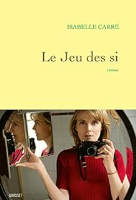 ISABELLE CARRÉ
Le Jeu des si
roman
GRASSET